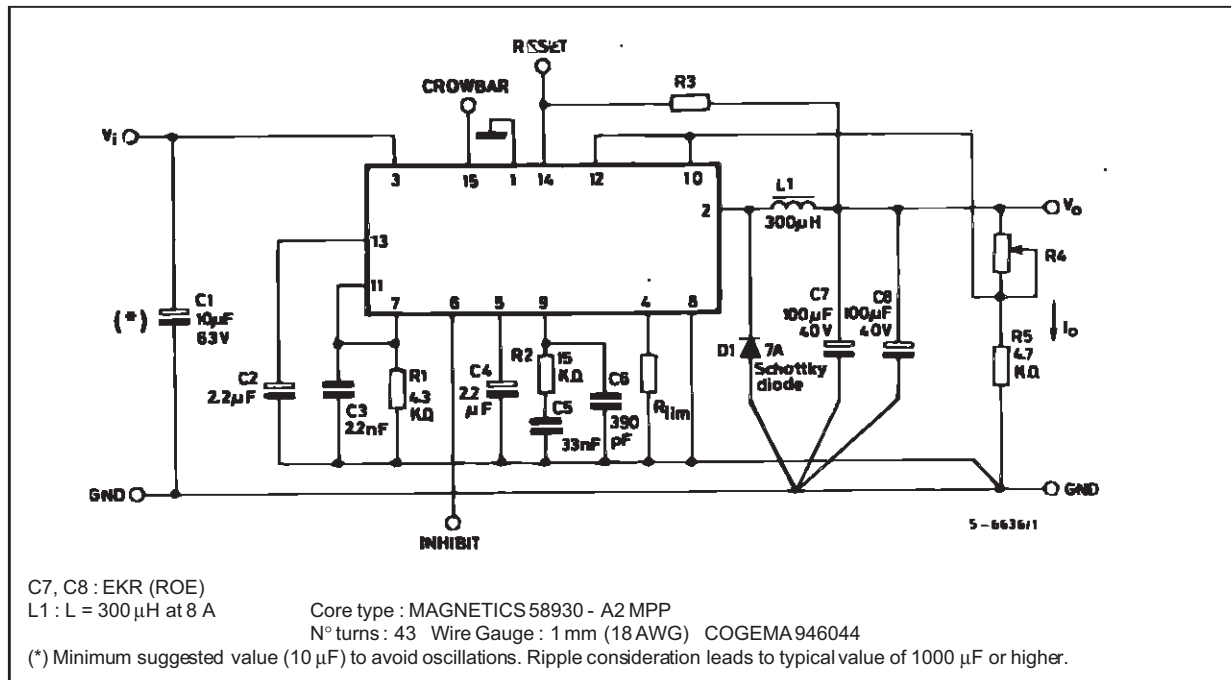 RESET
R3
CROWBAR
Vi
3
15
1
14
12
10
L1
2
300µH
Vo
13
R4
11
C7
100µF
40V
C8
100µF
40V
Io
(*)
C1
10µF
63V
7
6
5
9
4
8
D1
7A
Schottky
diode
R5
4.7
KΩ
C2
2.2µF
C3
2.2nF
R1
4.3
KΩ
C4
2.2
µF
R2
15
KΩ
C5
33nF
C6
390
pF
Rlim
GND
GND
INHIBIT
5-6636/1
C7, C8 : EKR (ROE)
L1 : L = 300 µH at 8 A Core type : MAGNETICS 58930 - A2 MPP
N° turns : 43 Wire Gauge : 1 mm (18 AWG) COGEMA 946044
(*) Minimum suggested value (10 µF) to avoid oscillations. Ripple consideration leads to typical value of 1000 µF or higher.